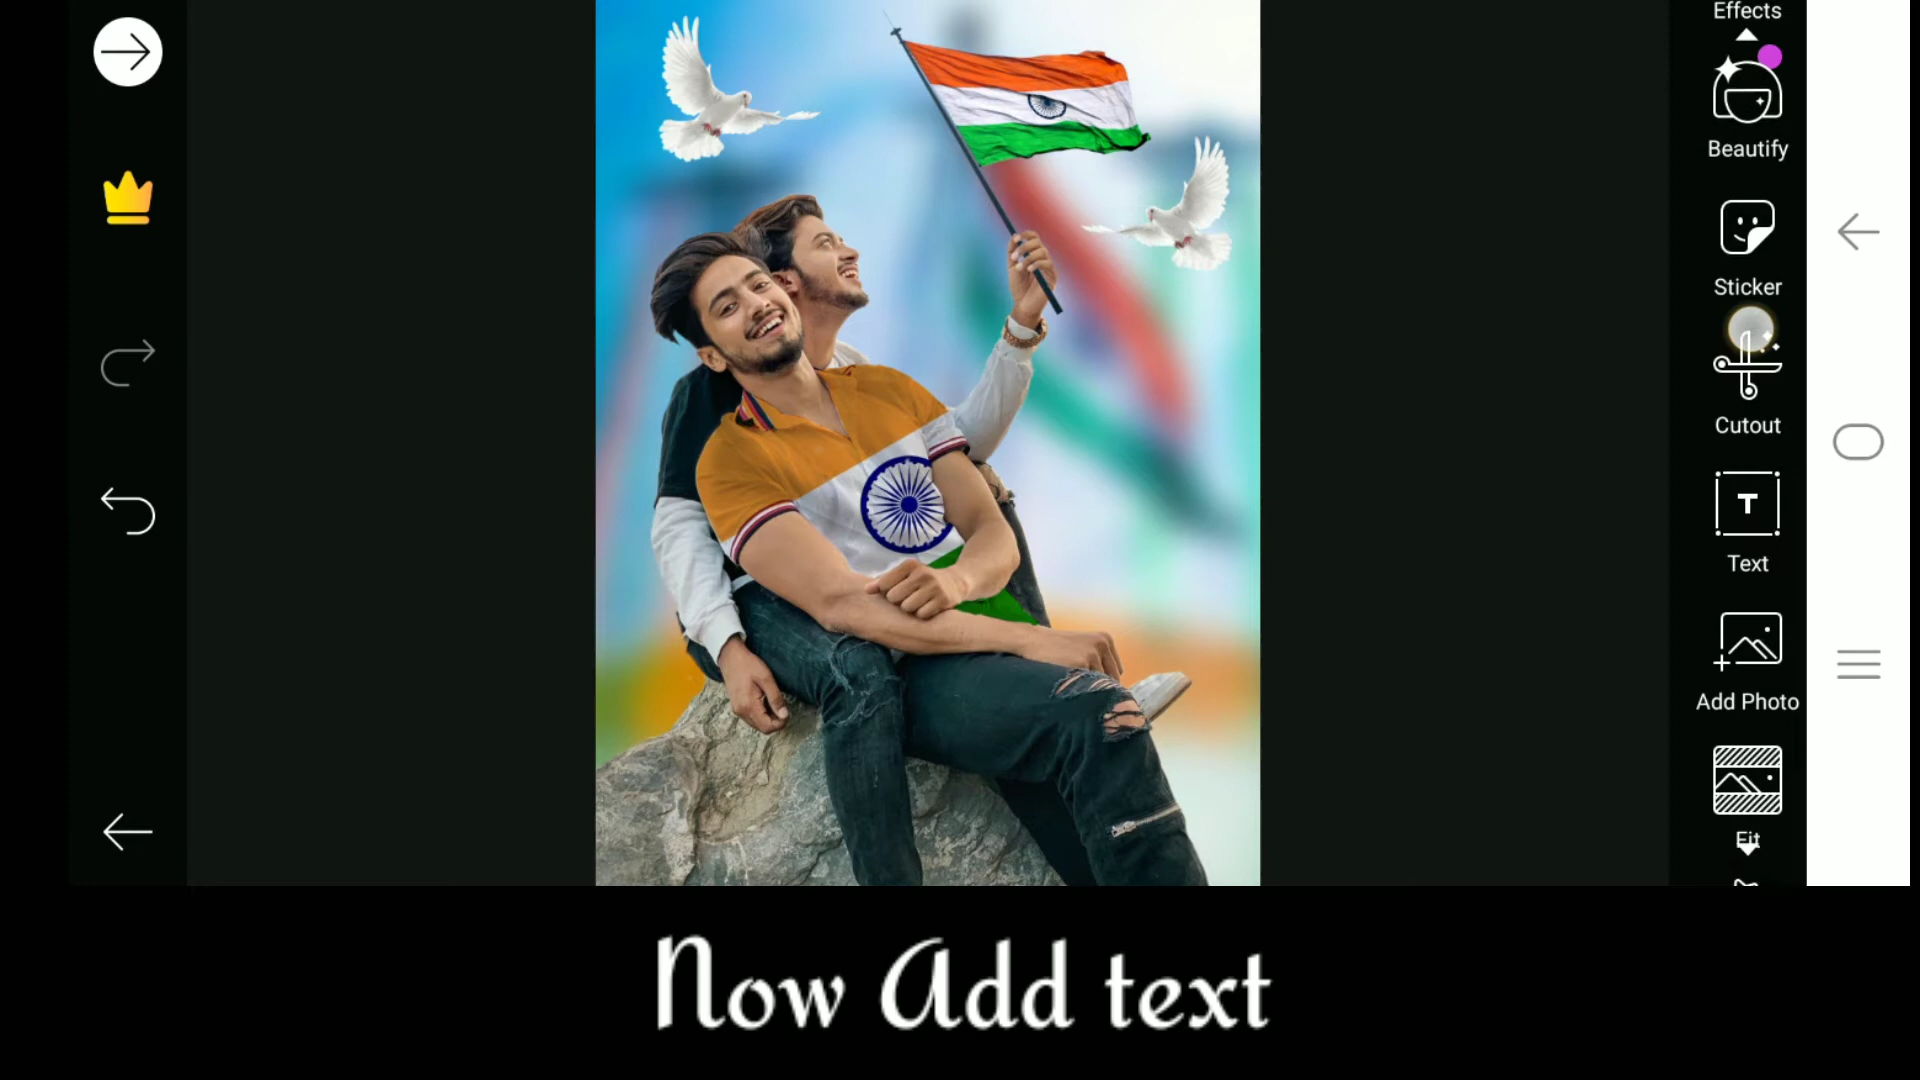 Effects
Beautify
Sticker
Cutout
T
Text
Add Photo
Fit
Now Add text